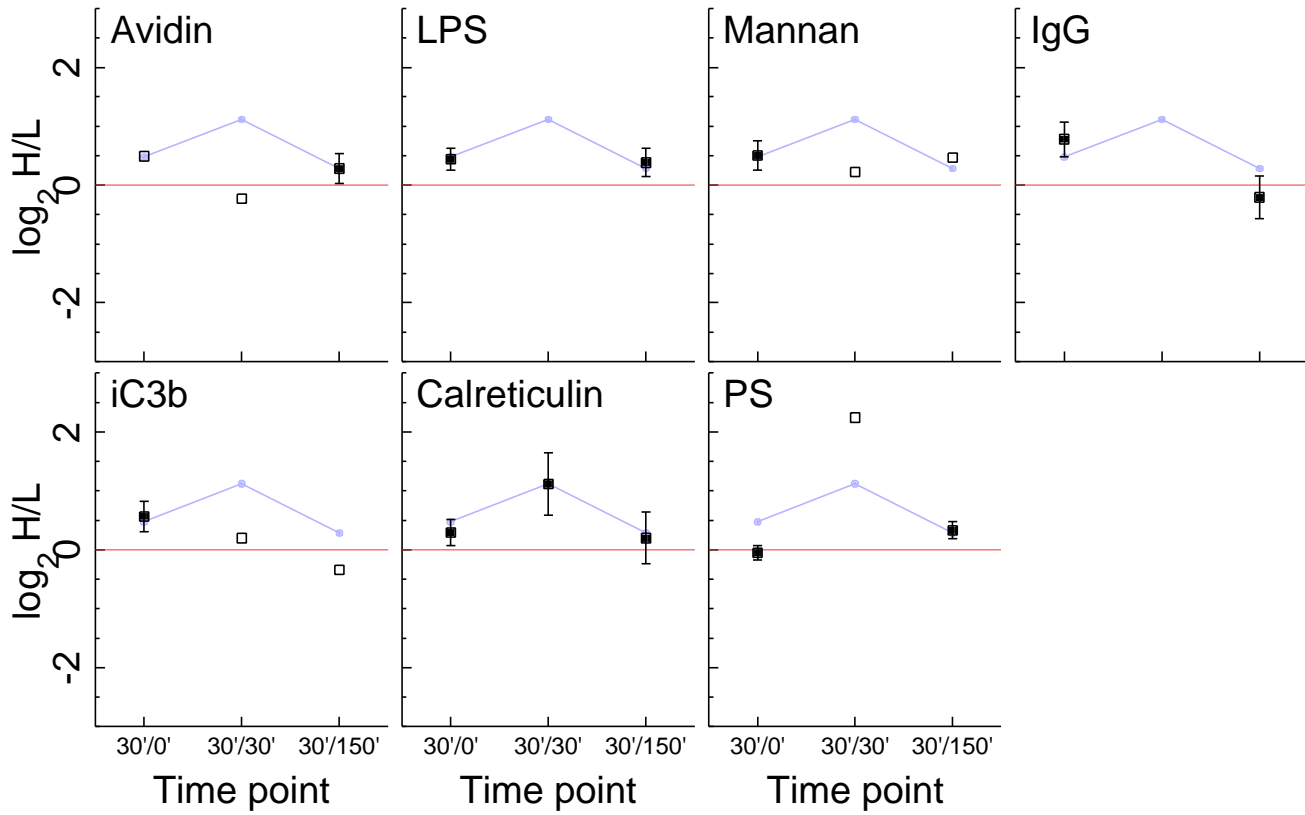 Avidin LPS Mannan IgG
log2 H/L
2
0
-2
iC3b Calreticulin PS
log2 H/L
2
0
-2
30'/0' 30'/30' 30'/150' 30'/0' 30'/30' 30'/150' 30'/0' 30'/30' 30'/150'
Time point Time point Time point